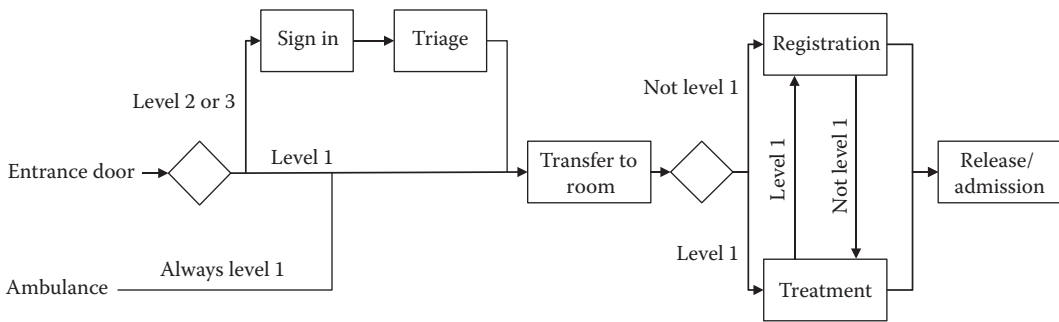 Sign in
Triage
Registration
Level 2 or 3
Not level 1
Entrance door
Level 1
Transfer to
room
Level 1
Not level 1
Release/
admission
Always level 1
Level 1
Ambulance
Treatment